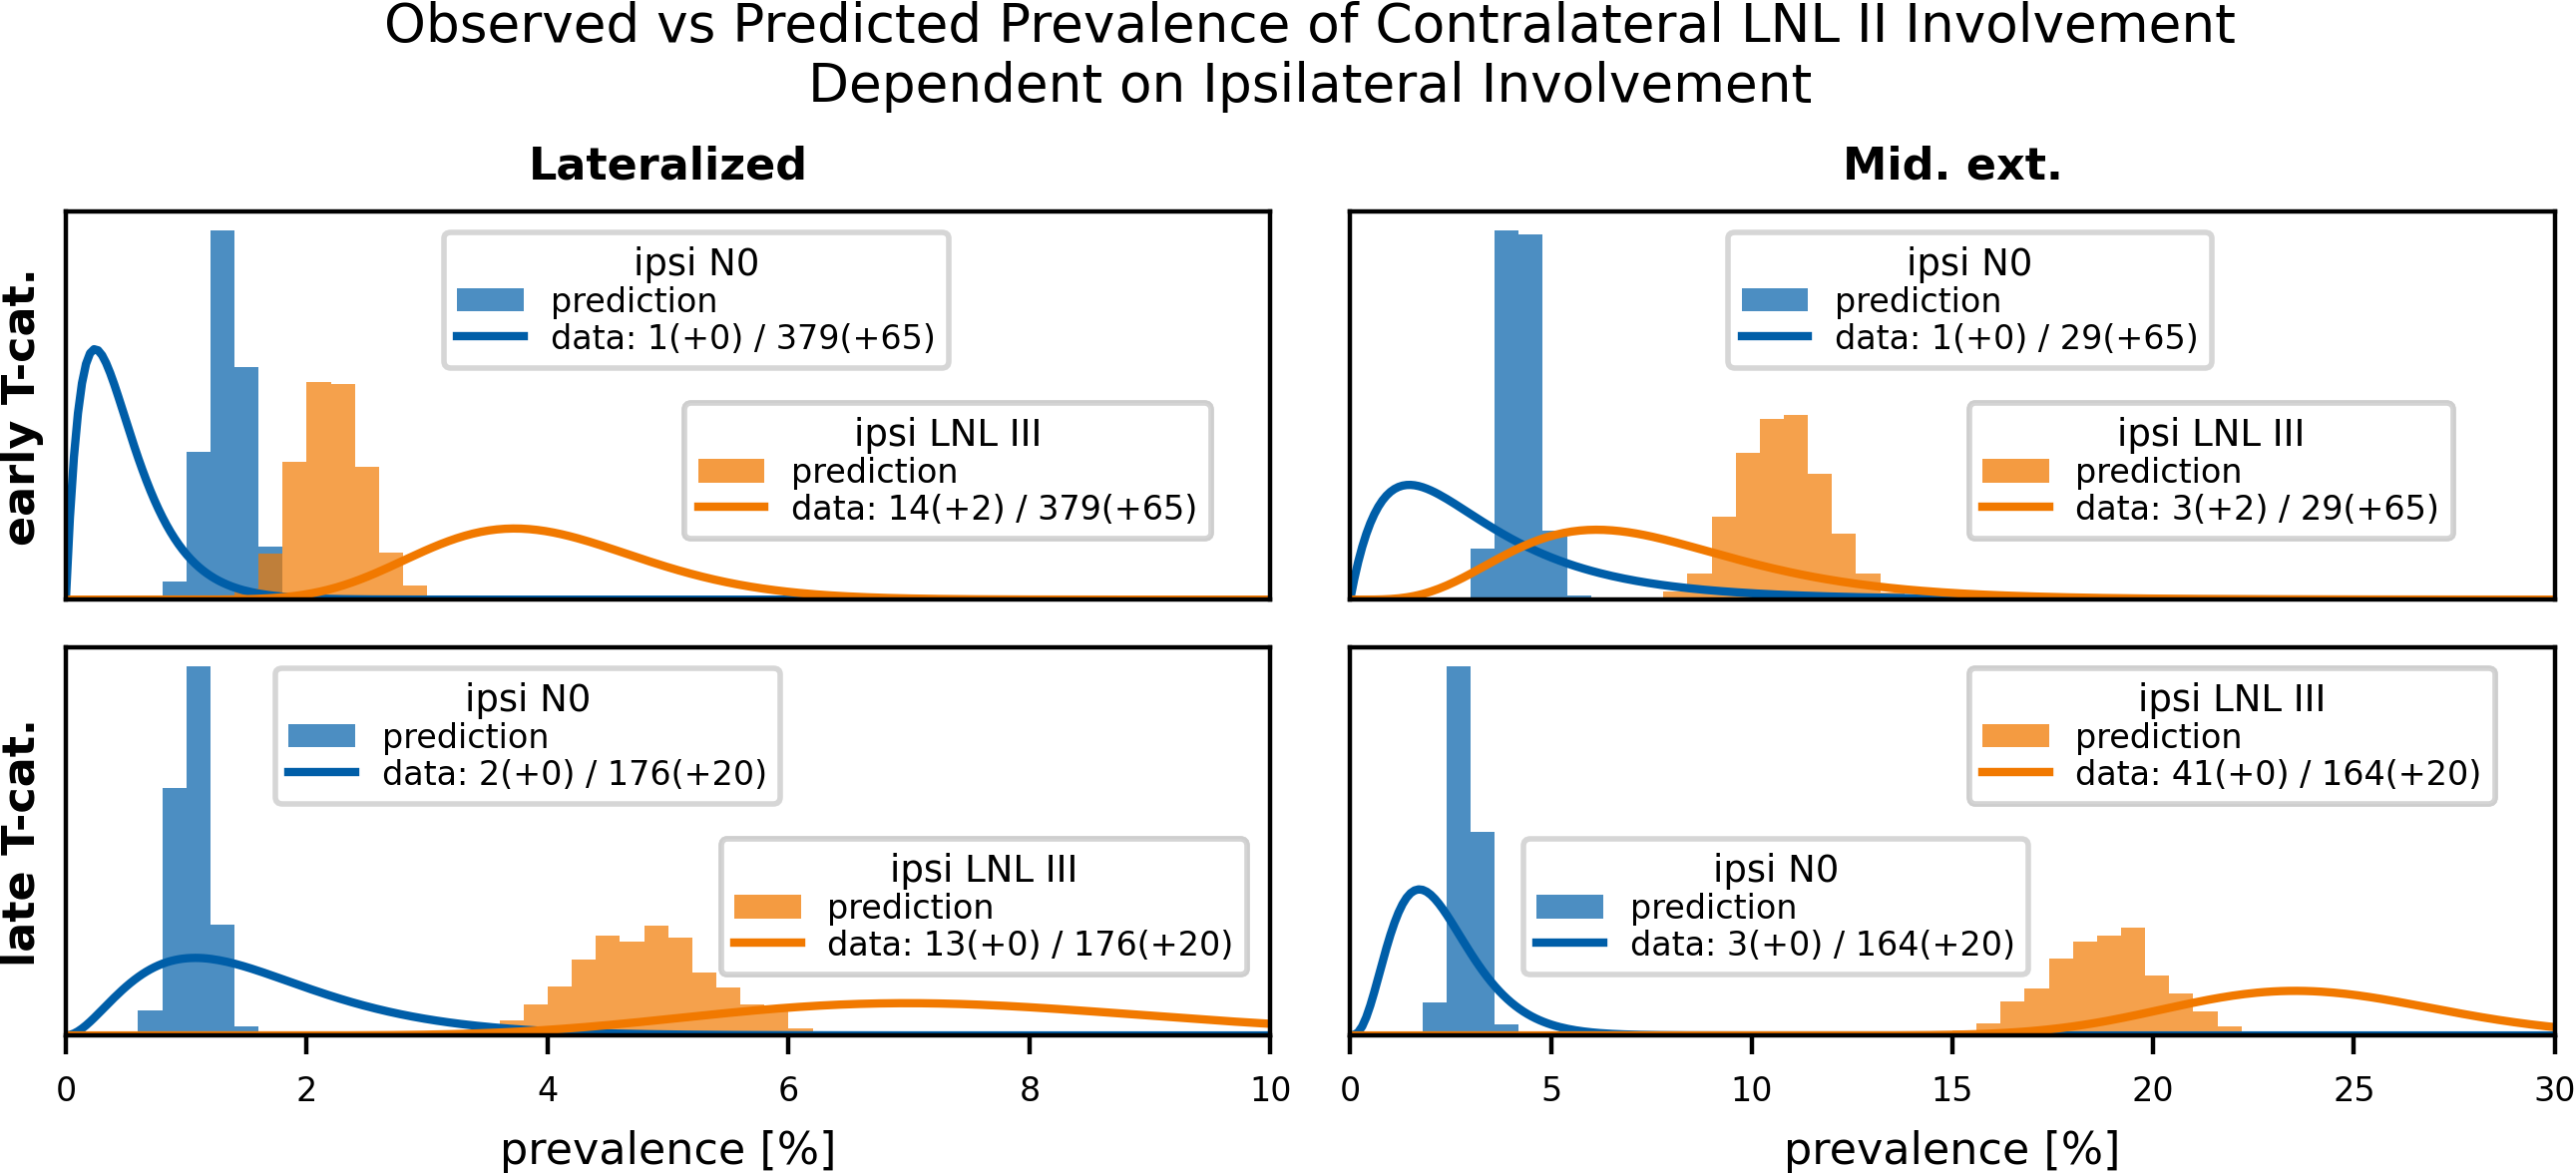 Observed vs Predicted Prevalence of Contralateral LNL II Involvement
Dependent on Ipsilateral Involvement
Lateralized
Mid. ext.
early T-cat.
ipsi N0
prediction
data: 1(+0) / 379(+65)
ipsi LNL III
prediction
data: 14(+2) / 379(+65)
ipsi N0
prediction
data: 1(+0) / 29(+65)
ipsi LNL III
prediction
data: 3(+2) / 29(+65)
late T-cat.
ipsi N0
prediction
data: 2(+0) / 176(+20)
ipsi LNL III
prediction
data: 13(+0) / 176(+20)
ipsi LNL III
prediction
data: 41(+0) / 164(+20)
ipsi N0
prediction
data: 3(+0) / 164(+20)
0 2 4 6 8 10
0 5 10 15 20 25 30
prevalence [%]
prevalence [%]